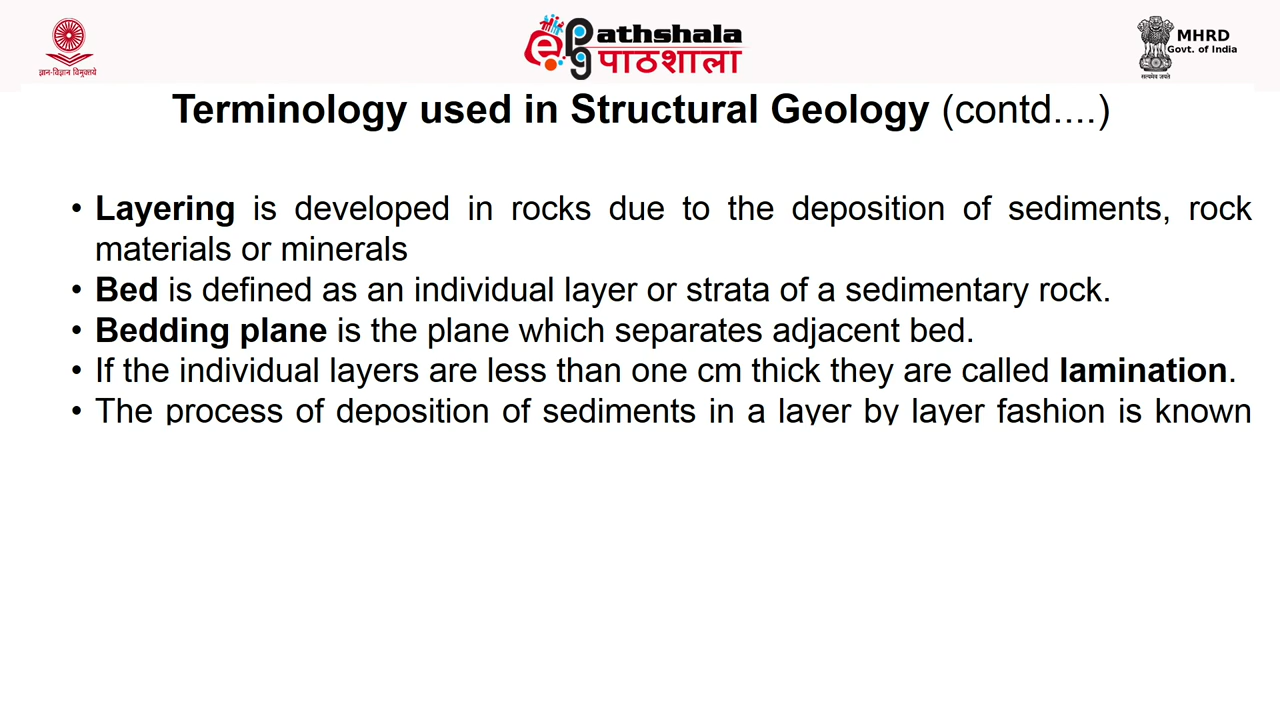 ज्ञान-विज्ञान विमुक्तये
ePG Pathshala
पाठशाला
MHRD
Govt. of India
सत्यमेव जयते
Terminology used in Structural Geology (contd....)
• Layering is developed in rocks due to the deposition of sediments, rock
materials or minerals
• Bed is defined as an individual layer or strata of a sedimentary rock.
• Bedding plane is the plane which separates adjacent bed.
• If the individual layers are less than one cm thick they are called lamination.
• The process of deposition of sediments in a layer by layer fashion is known